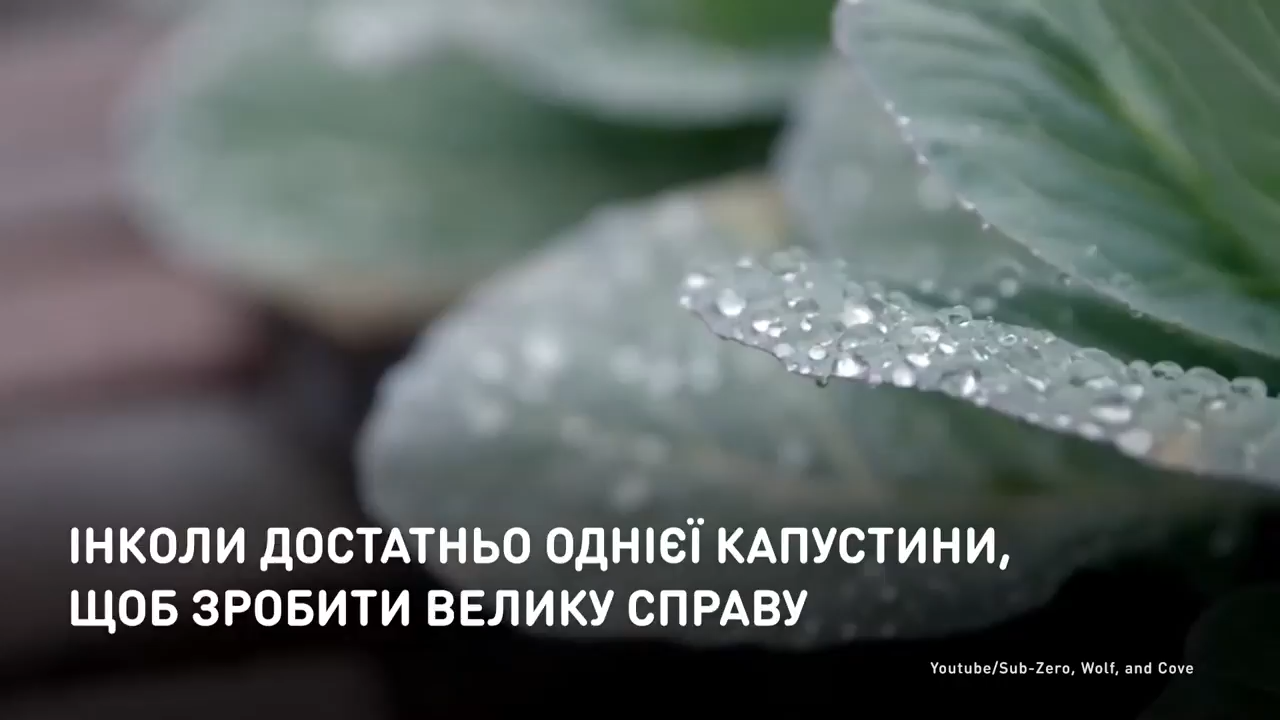 ІНКОЛИ ДОСТАТНЬО ОДНІЄЇ КАПУСТИНИ,
ЩОБ ЗРОБИТИ ВЕЛИКУ СПРАВУ
Youtube/Sub-Zero, Wolf, and Cove